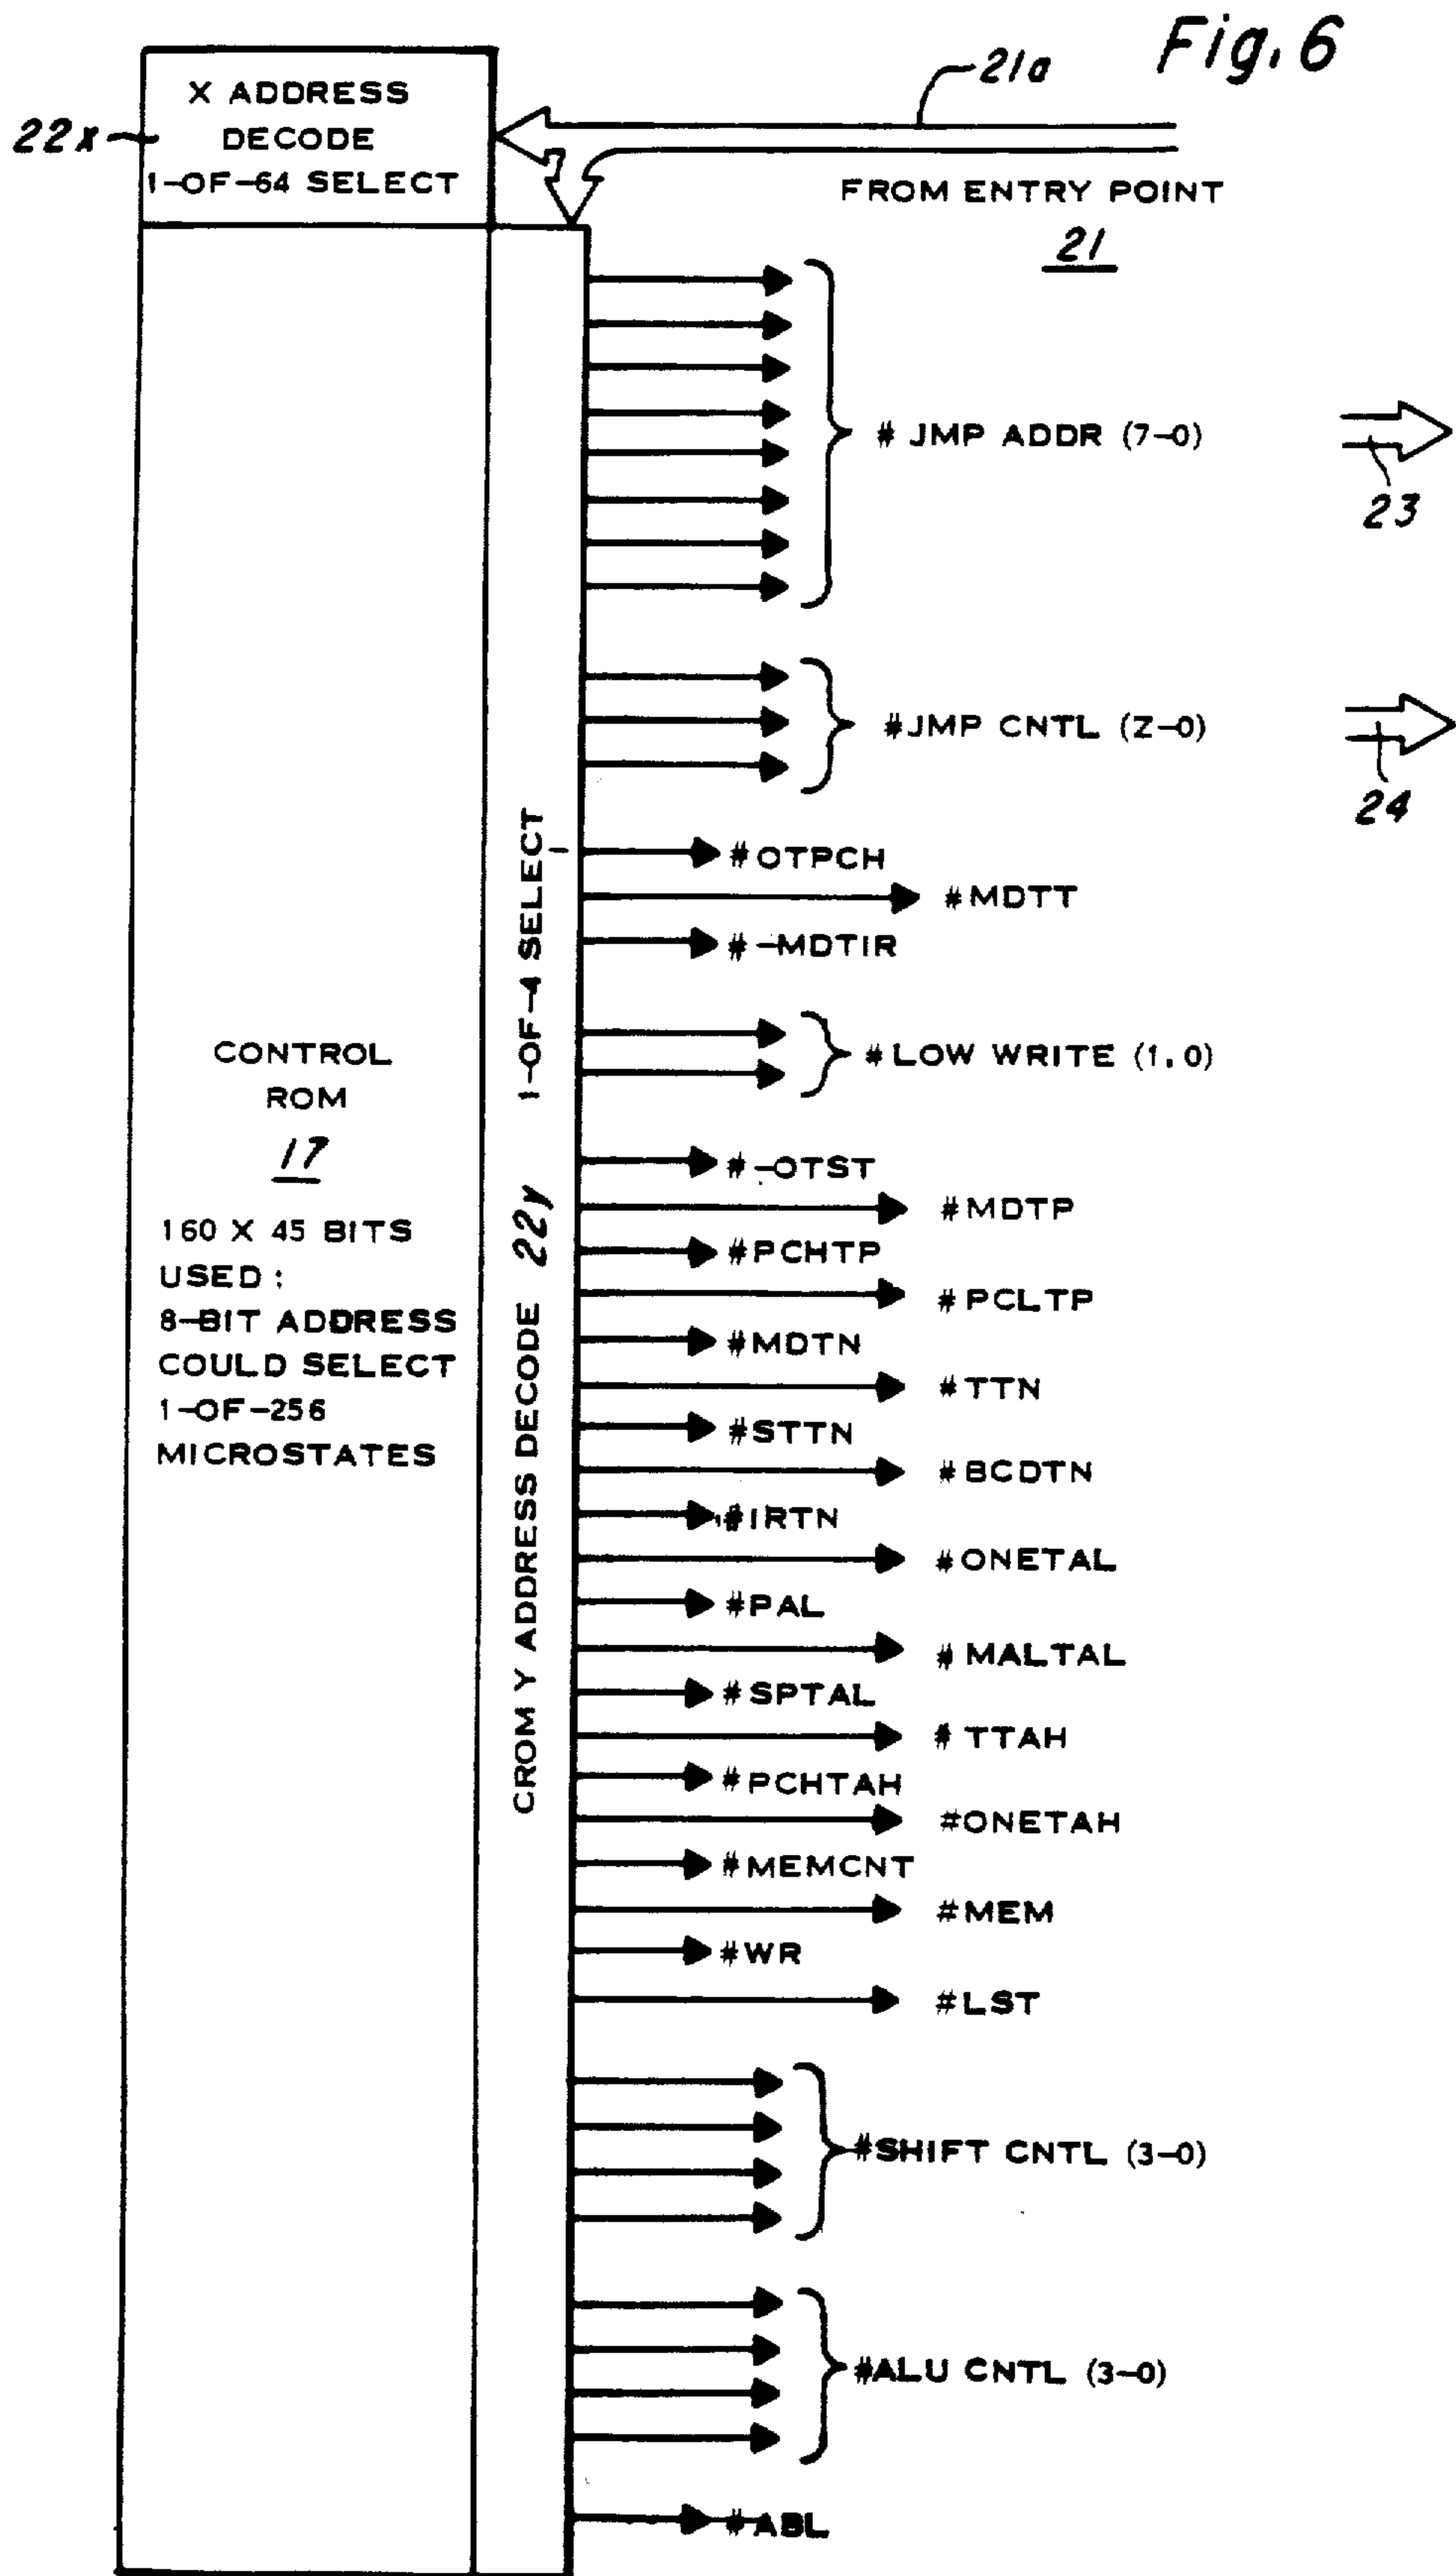 Fig. 6
21a
22x
X ADDRESS
DECODE
1-OF-64 SELECT
FROM ENTRY POINT
21
# JMP ADDR (7-0)
23
#JMP CNTL (Z-0)
24
CROM Y ADDRESS DECODE 22y 1-OF-4 SELECT
#OTPCH
#MDTT
#-MDTIR
CONTROL
ROM
17
160 X 45 BITS
USED :
8-BIT ADDRESS
COULD SELECT
1-OF-256
MICROSTATES
#LOW WRITE (1,0)
#-OTST
#MDTP
#PCHTP
#PCLTP
#MDTN
#TTN
#STTN
#BCDTN
#IRTN
#ONETAL
#PAL
# MALTAL
#SPTAL
# TTAH
#PCHTAH
#ONETAH
#MEMCNT
#MEM
#WR
#LST
#SHIFT CNTL (3-0)
#ALU CNTL (3-0)
#ABL